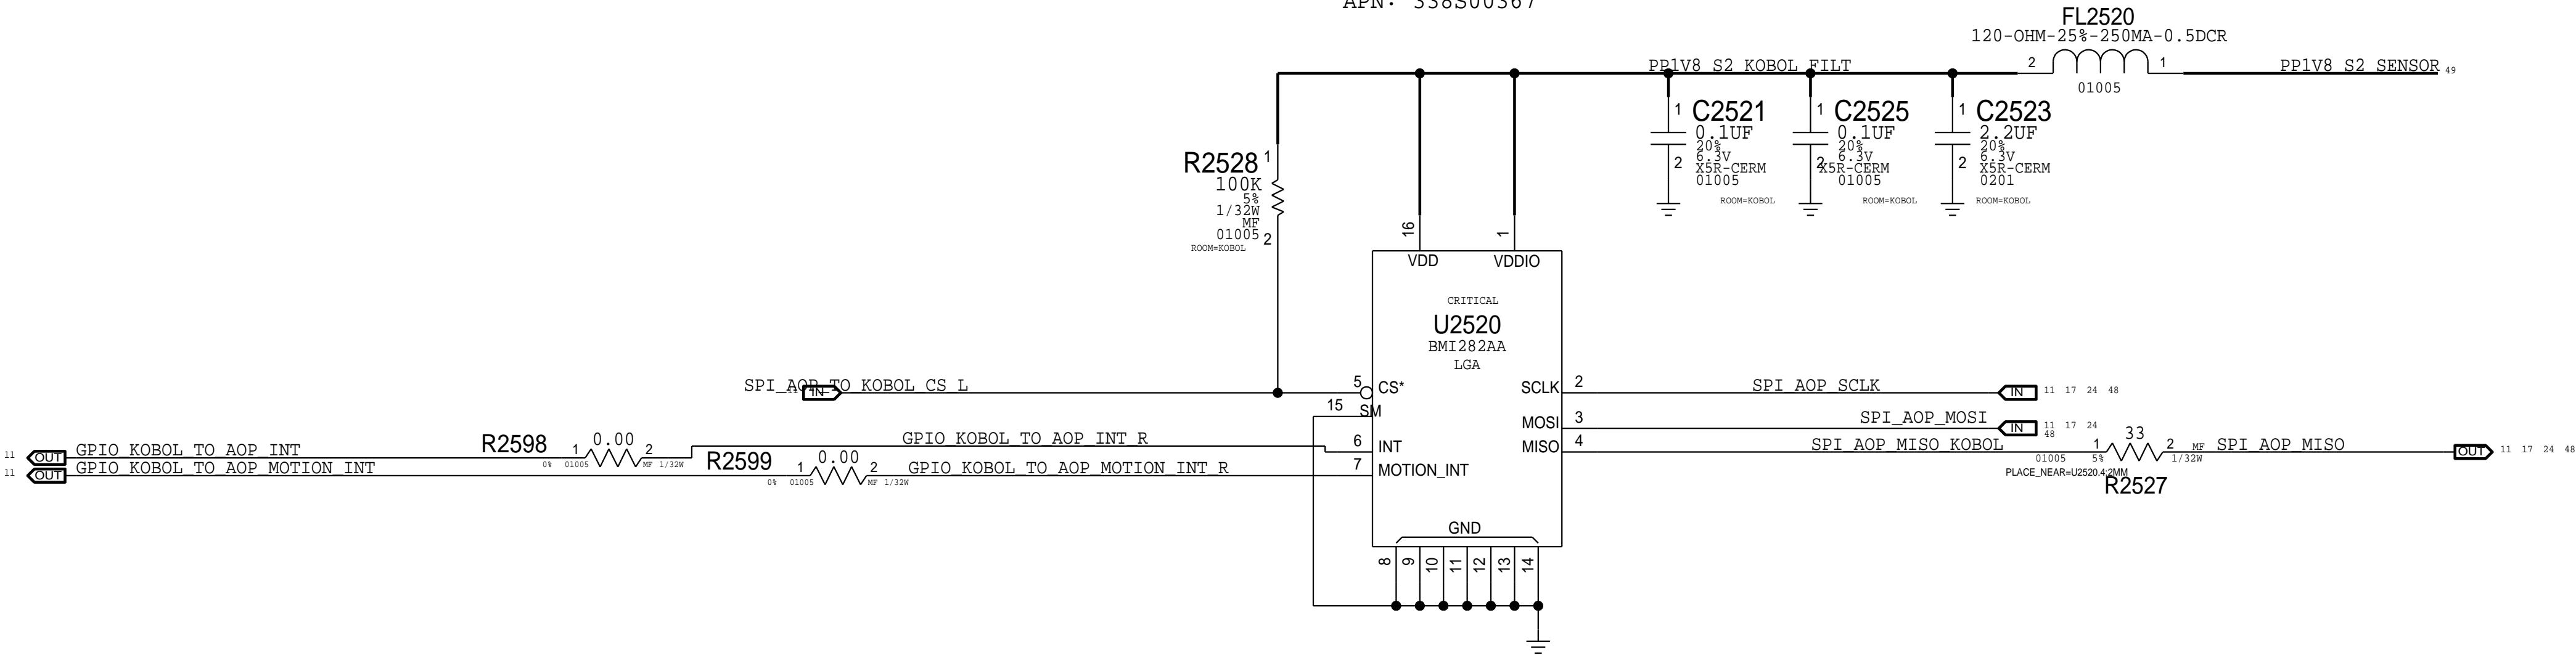 APN: 338S00367
FL2520
120-OHM-25%-250MA-0.5DCR
2
1
01005
PP1V8_S2_KOBOL_FILT
PP1V8_S2_SENSOR 49
1 C2521
0.1UF
20%
6.3V
2 X5R-CERM
01005
ROOM=KOBOL
1 C2525
0.1UF
20%
6.3V
2 X5R-CERM
01005
ROOM=KOBOL
1 C2523
2.2UF
20%
6.3V
2 X5R-CERM
0201
ROOM=KOBOL
R2528 1
100K
5%
1/32W
MF
01005 2
ROOM=KOBOL
16
1
VDD
VDDIO
CRITICAL
U2520
BMI282AA
LGA
SPI_AOP_TO_KOBOL_CS_L
IN
5 CS*
15 SM
6 INT
7 MOTION_INT
SCLK 2
MOSI 3
MISO 4
GND
8
9
10
11
12
13
14
SPI_AOP_SCLK
IN 11 17 24 48
SPI_AOP_MOSI
IN 11 17 24
48
SPI_AOP_MISO_KOBOL
1
33
2
MF
SPI_AOP_MISO
OUT 11 17 24 48
01005
5%
1/32W
PLACE_NEAR=U2520.4:2MM
R2527
11 OUT GPIO_KOBOL_TO_AOP_INT
R2598
1
0.00
2
0%
01005
MF
1/32W
GPIO_KOBOL_TO_AOP_INT_R
11 OUT GPIO_KOBOL_TO_AOP_MOTION_INT
R2599
1
0.00
2
0%
01005
MF
1/32W
GPIO_KOBOL_TO_AOP_MOTION_INT_R